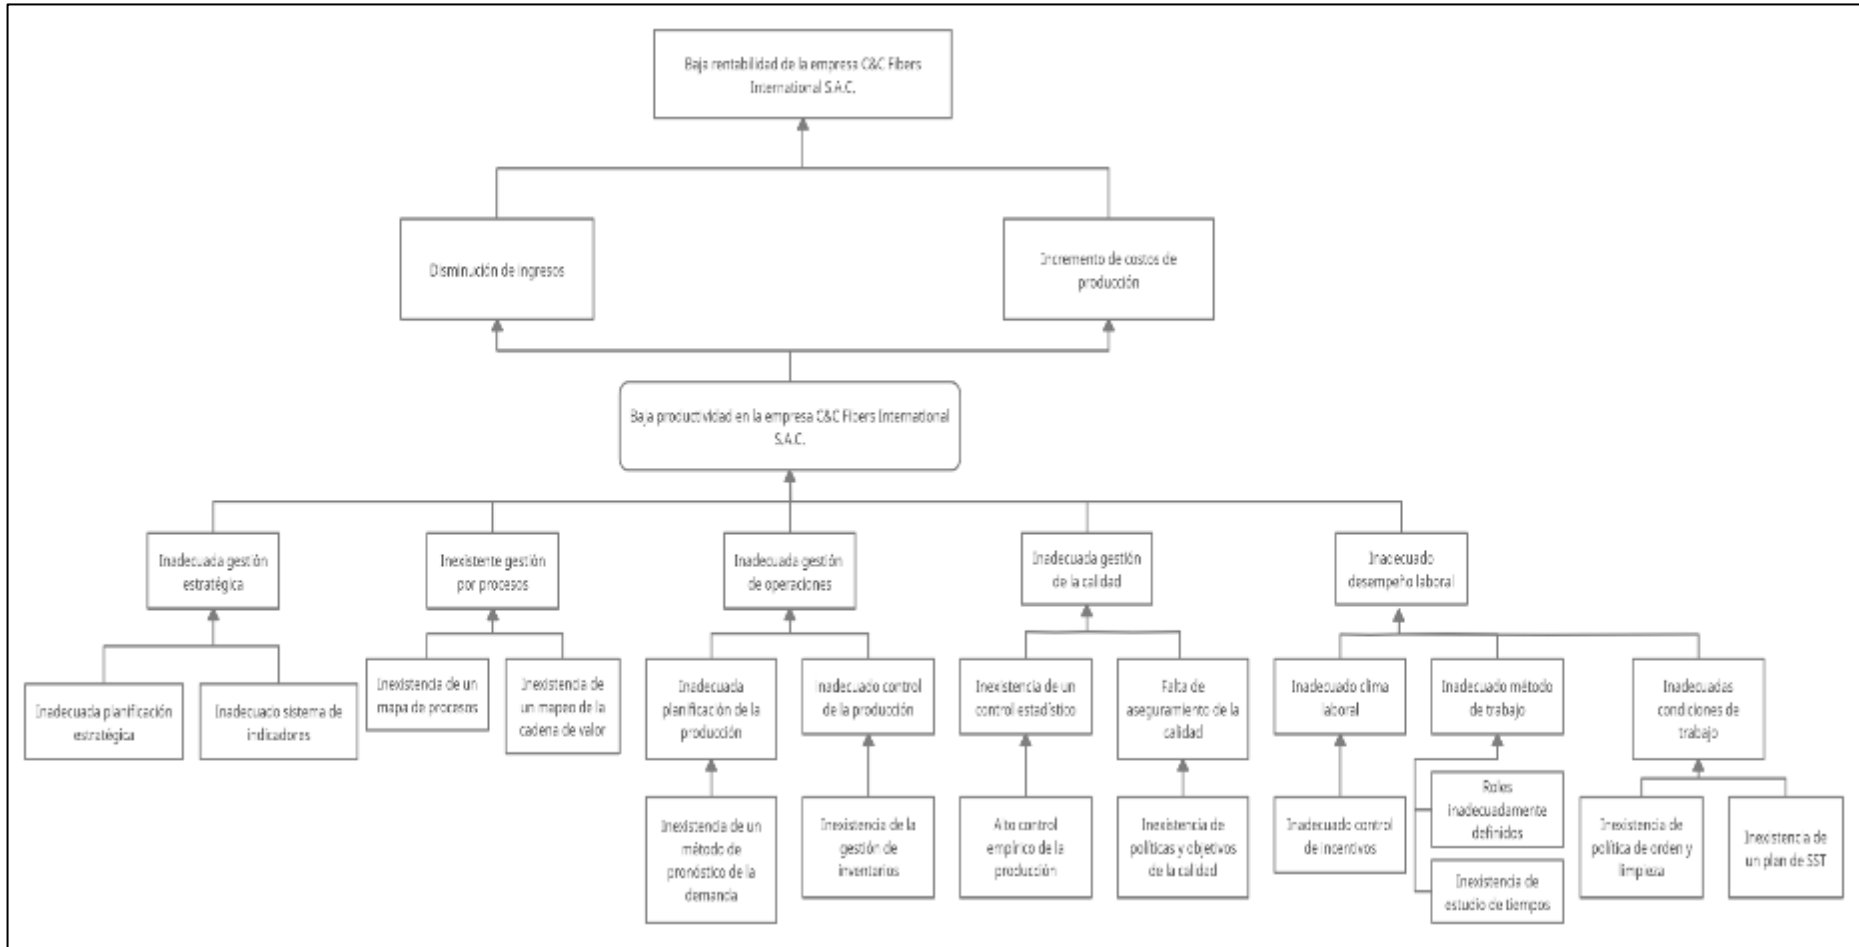 Baja rentabilidad de la empresa C&C Fibers
International S.A.C.
Disminución de ingresos
Incremento de costos de
producción
Baja productividad en la empresa C&C Fibers International
S.A.C.
Inadecuada gestión
estratégica
Inexistente gestión
por procesos
Inadecuada gestión
de operaciones
Inadecuada gestión
de la calidad
Inadecuado
desempeño laboral
Inadecuada planificación
estratégica
Inadecuado sistema de
indicadores
Inexistencia de un
mapa de procesos
Inexistencia de
un mapeo de la
cadena de valor
Inadecuada
planificación de la
producción
Inadecuado control
de la producción
Inexistencia de un
control estadístico
Falta de
aseguramiento de la
calidad
Inadecuado clima
laboral
Inadecuado método
de trabajo
Inadecuadas
condiciones de
trabajo
Inexistencia de un
método de
pronóstico de la
demanda
Inexistencia de la
gestión de
inventarios
Alto control
empírico de la
producción
Inexistencia de
políticas y objetivos
de la calidad
Inadecuado control
de incentivos
Roles
inadecuadamente
definidos
Inexistencia de
estudio de tiempos
Inexistencia de
política de orden y
limpieza
Inexistencia de
un plan de SST